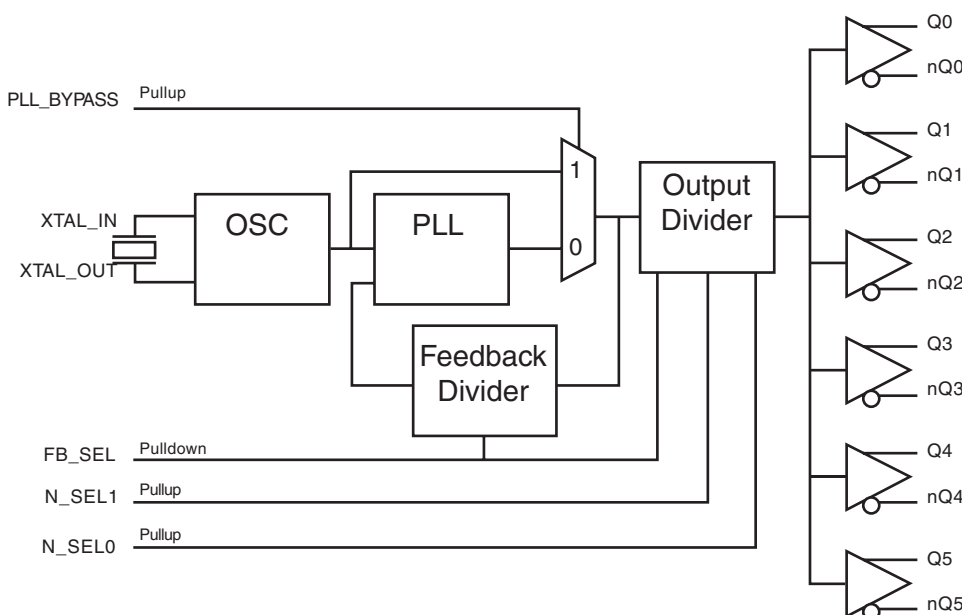 PLL_BYPASS
Pullup
XTAL_IN
XTAL_OUT
OSC
PLL
1
0
Output
Divider
Feedback
Divider
FB_SEL
Pulldown
N_SEL1
Pullup
N_SEL0
Pullup
Q0
nQ0
Q1
nQ1
Q2
nQ2
Q3
nQ3
Q4
nQ4
Q5
nQ5